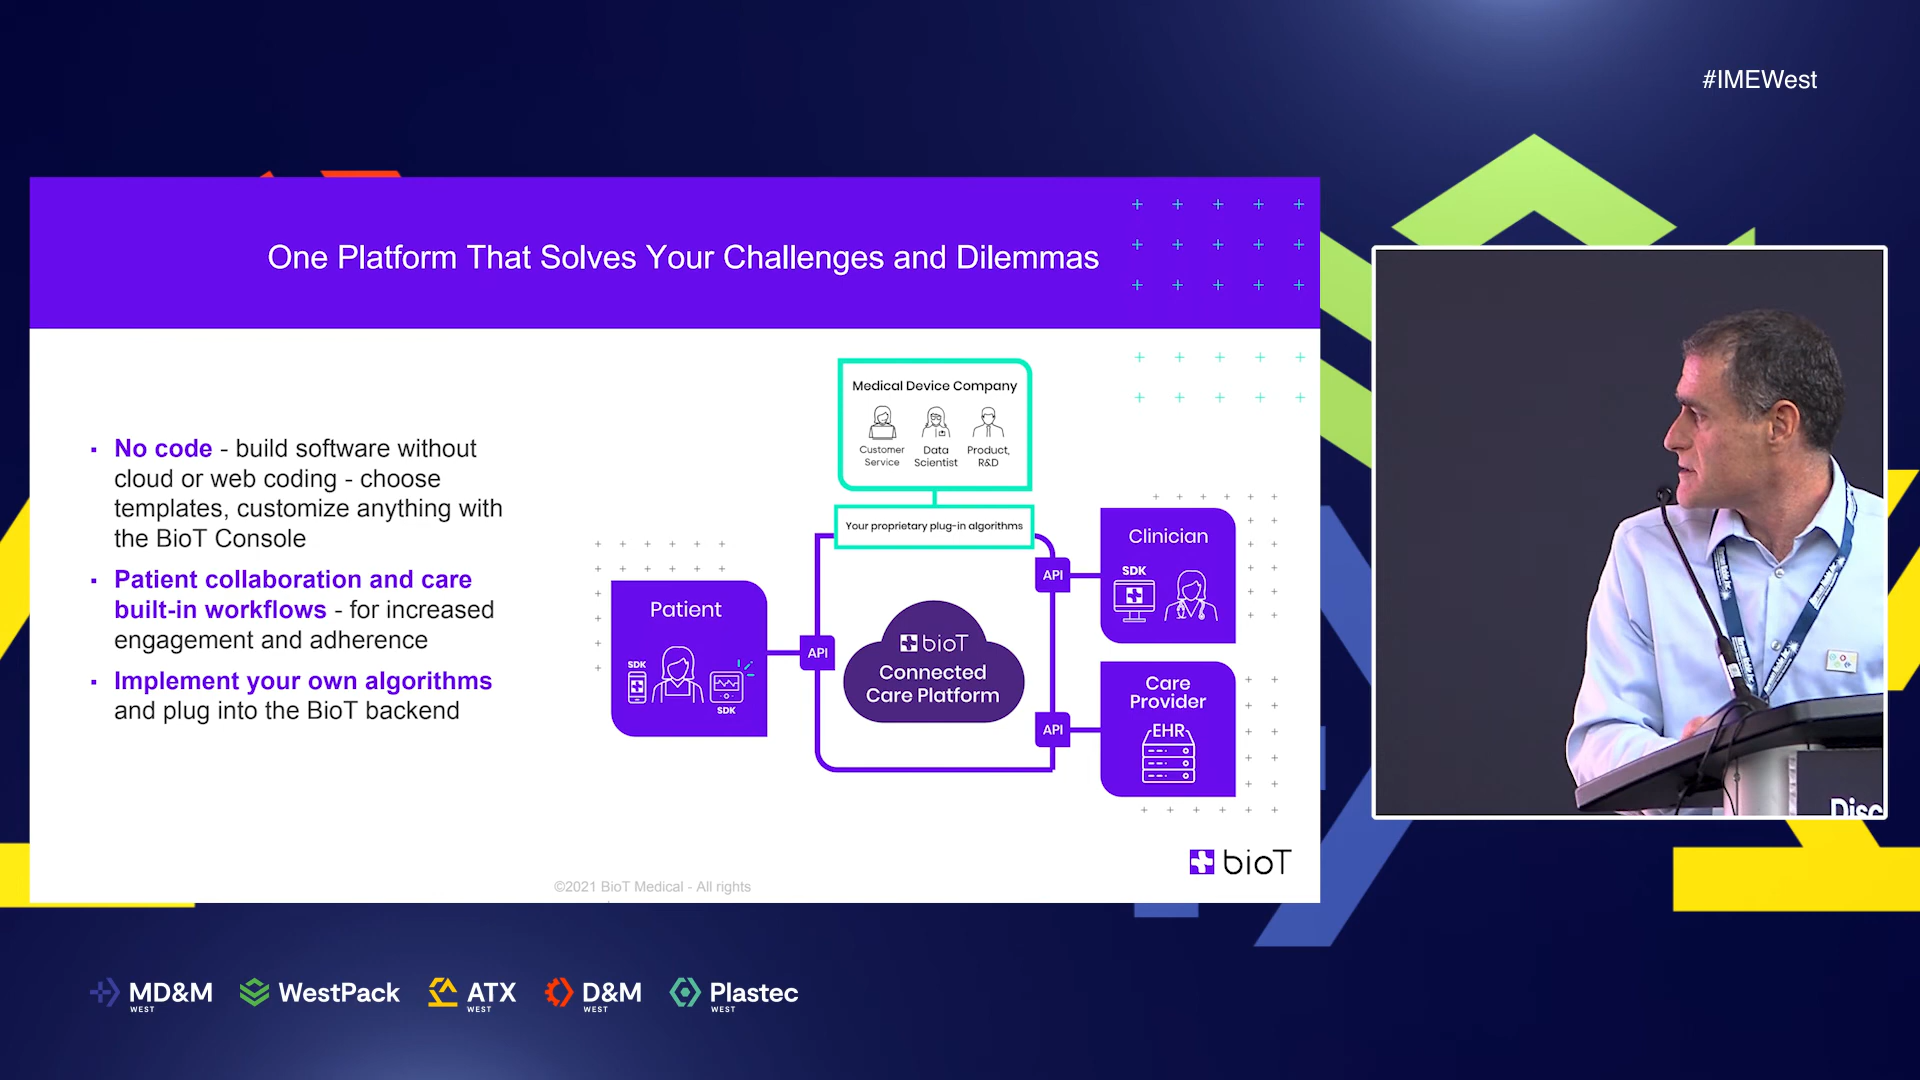 #IMEWest
One Platform That Solves Your Challenges and Dilemmas
▪ No code - build software without
cloud or web coding - choose
templates, customize anything with
the BioT Console
▪ Patient collaboration and care
built-in workflows - for increased
engagement and adherence
▪ Implement your own algorithms
and plug into the BioT backend
Medical Device Company
Customer
Service
Data
Scientist
Product,
R&D
Your proprietary plug-in algorithms
Patient
SDK
SDK
API
bioT
Connected
Care Platform
API
Clinician
SDK
API
Care
Provider
EHR
bioT
©2021 BioT Medical - All rights
Disc
MD&M
WEST
WestPack
ATX
WEST
D&M
WEST
Plastec
WEST